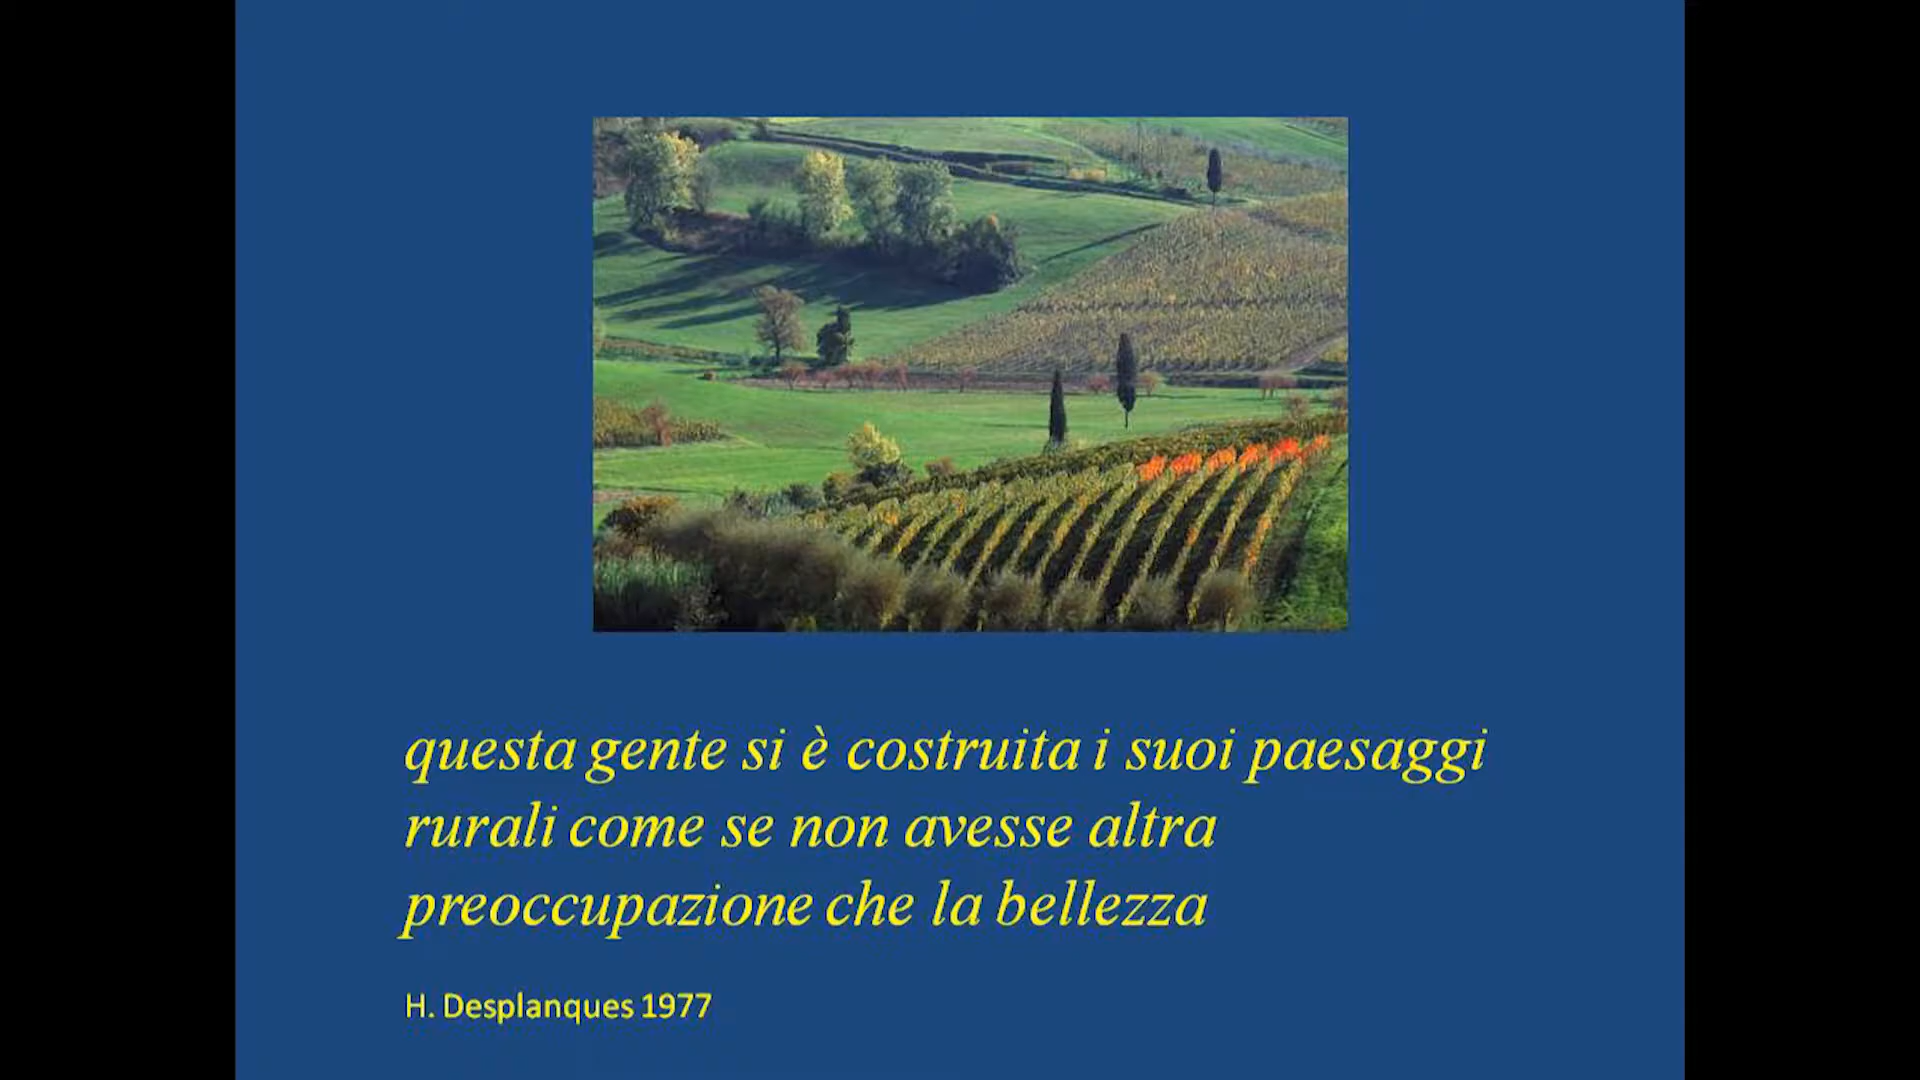 questa gente si è costruita i suoi paesaggi
rurali come se non avesse altra
preoccupazione che la bellezza
H. Desplanques 1977